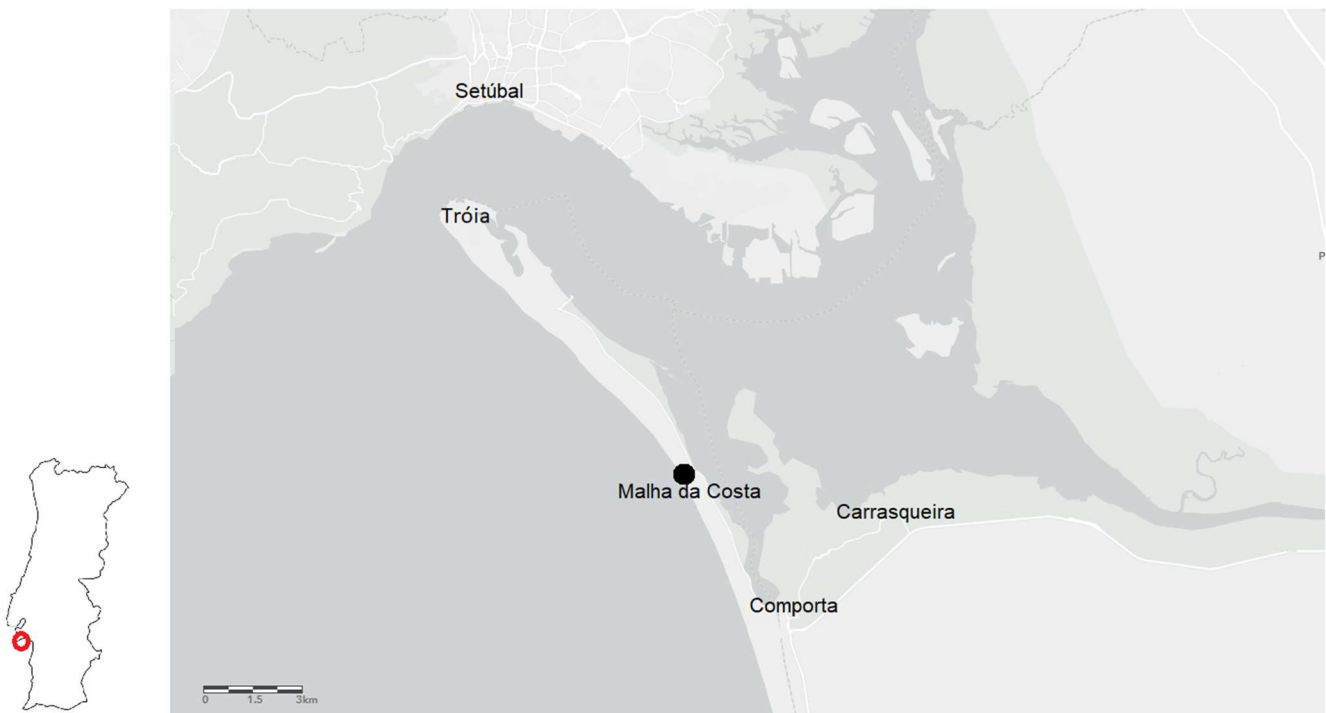 Setúbal
Tróia
P
Malha da Costa
Carrasqueira
Comporta
0 1.5 3km